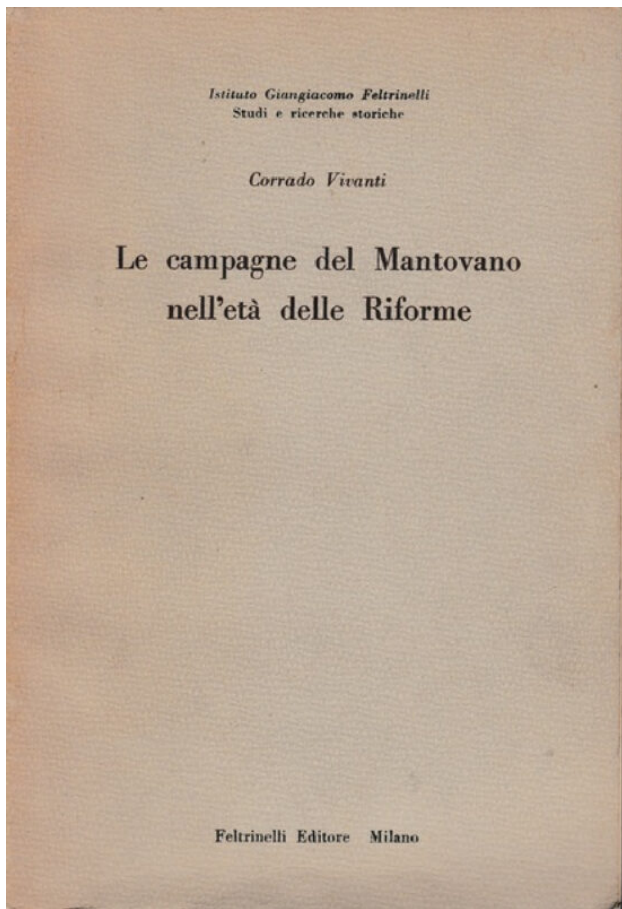 Istituto Giangiacomo Feltrinelli
Studi e ricerche storiche
Corrado Vivanti
Le campagne del Mantovano
nell'età delle Riforme
Feltrinelli Editore Milano